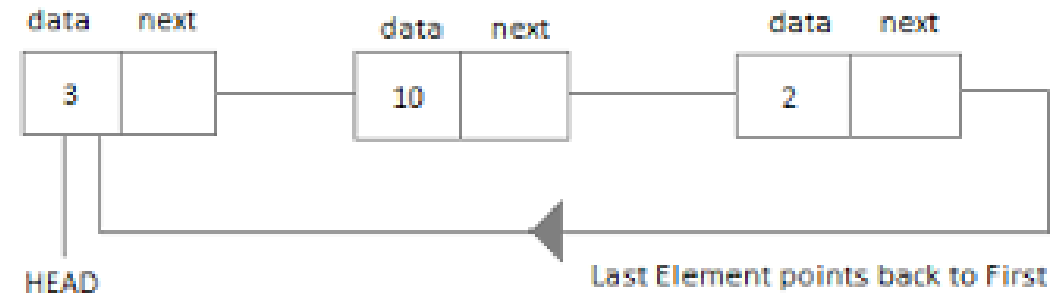 data next
data next
data next
3
10
2
HEAD
Last Element points back to First